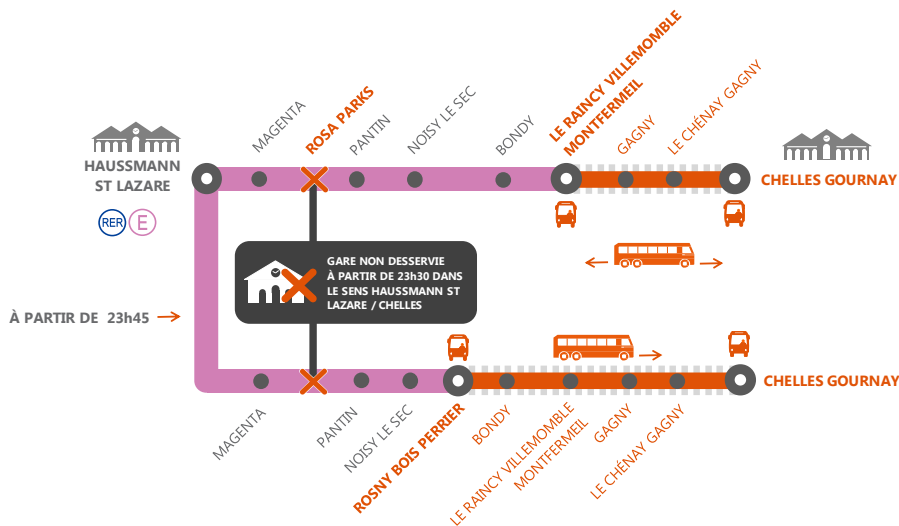 MAGENTA
ROSA PARKS
PANTIN
NOISY LE SEC
BONDY
LE RAINCY VILLEMOMBLE
MONTFERMEIL
GAGNY
LE CHÉNAY GAGNY
HAUSSMANN
ST LAZARE
CHELLES GOURNAY
RER E
GARE NON DESSERVIE
À PARTIR DE 23h30 DANS
LE SENS HAUSSMANN ST
LAZARE / CHELLES
À PARTIR DE 23h45
CHELLES GOURNAY
MAGENTA
PANTIN
NOISY LE SEC
ROSNY BOIS PERRIER
BONDY
LE RAINCY VILLEMOMBLE
MONTFERMEIL
GAGNY
LE CHÉNAY GAGNY